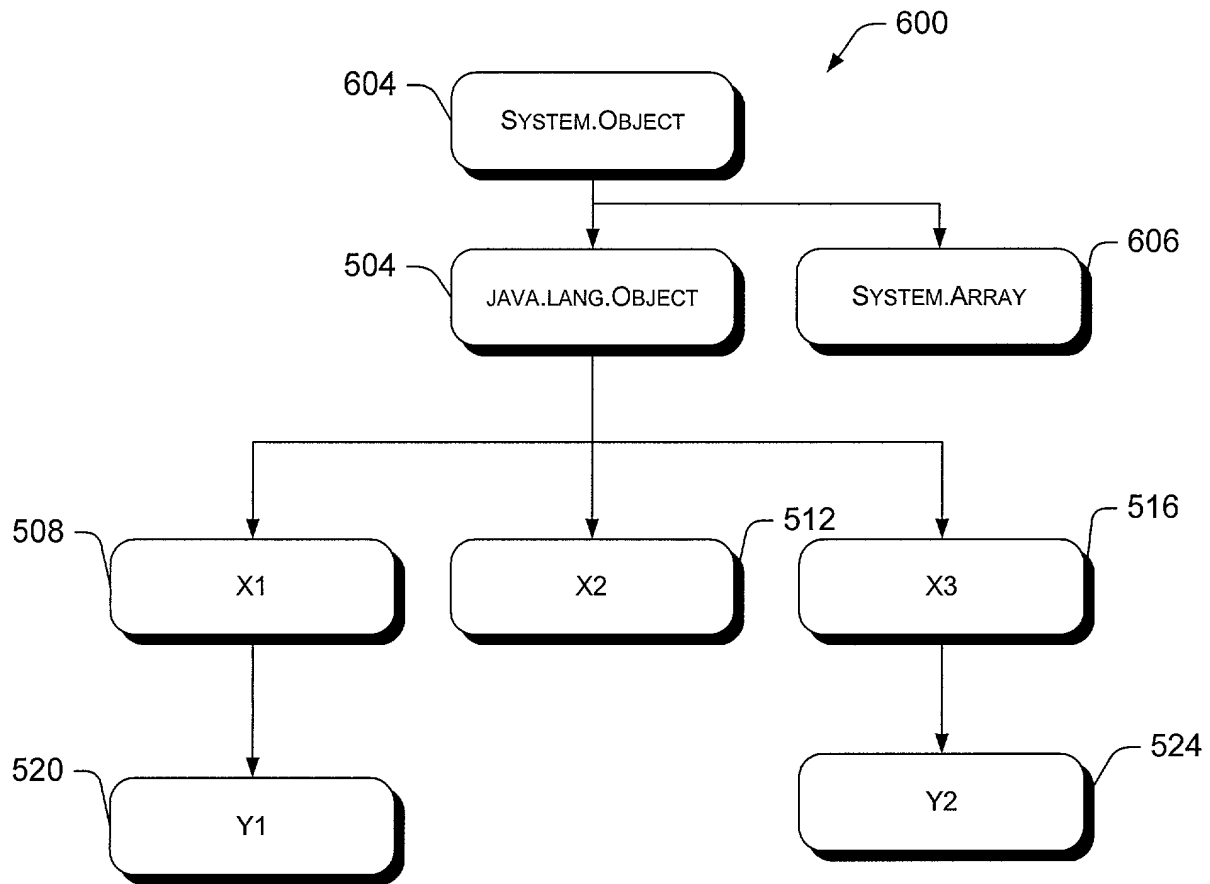 600
604
SYSTEM.OBJECT
504
JAVA.LANG.OBJECT
606
SYSTEM.ARRAY
508
X1
512
X2
516
X3
520
Y1
524
Y2